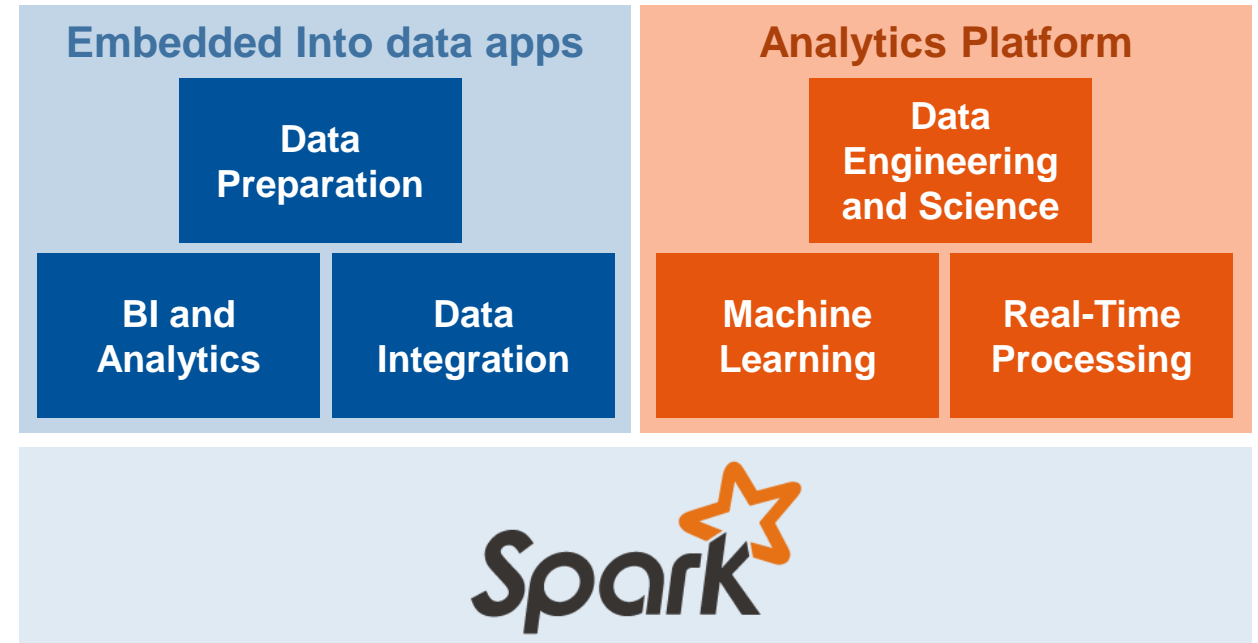 Embedded Into data apps
Data
Preparation
BI and
Analytics
Data
Integration
Analytics Platform
Data
Engineering
and Science
Machine
Learning
Real-Time
Processing
Spark